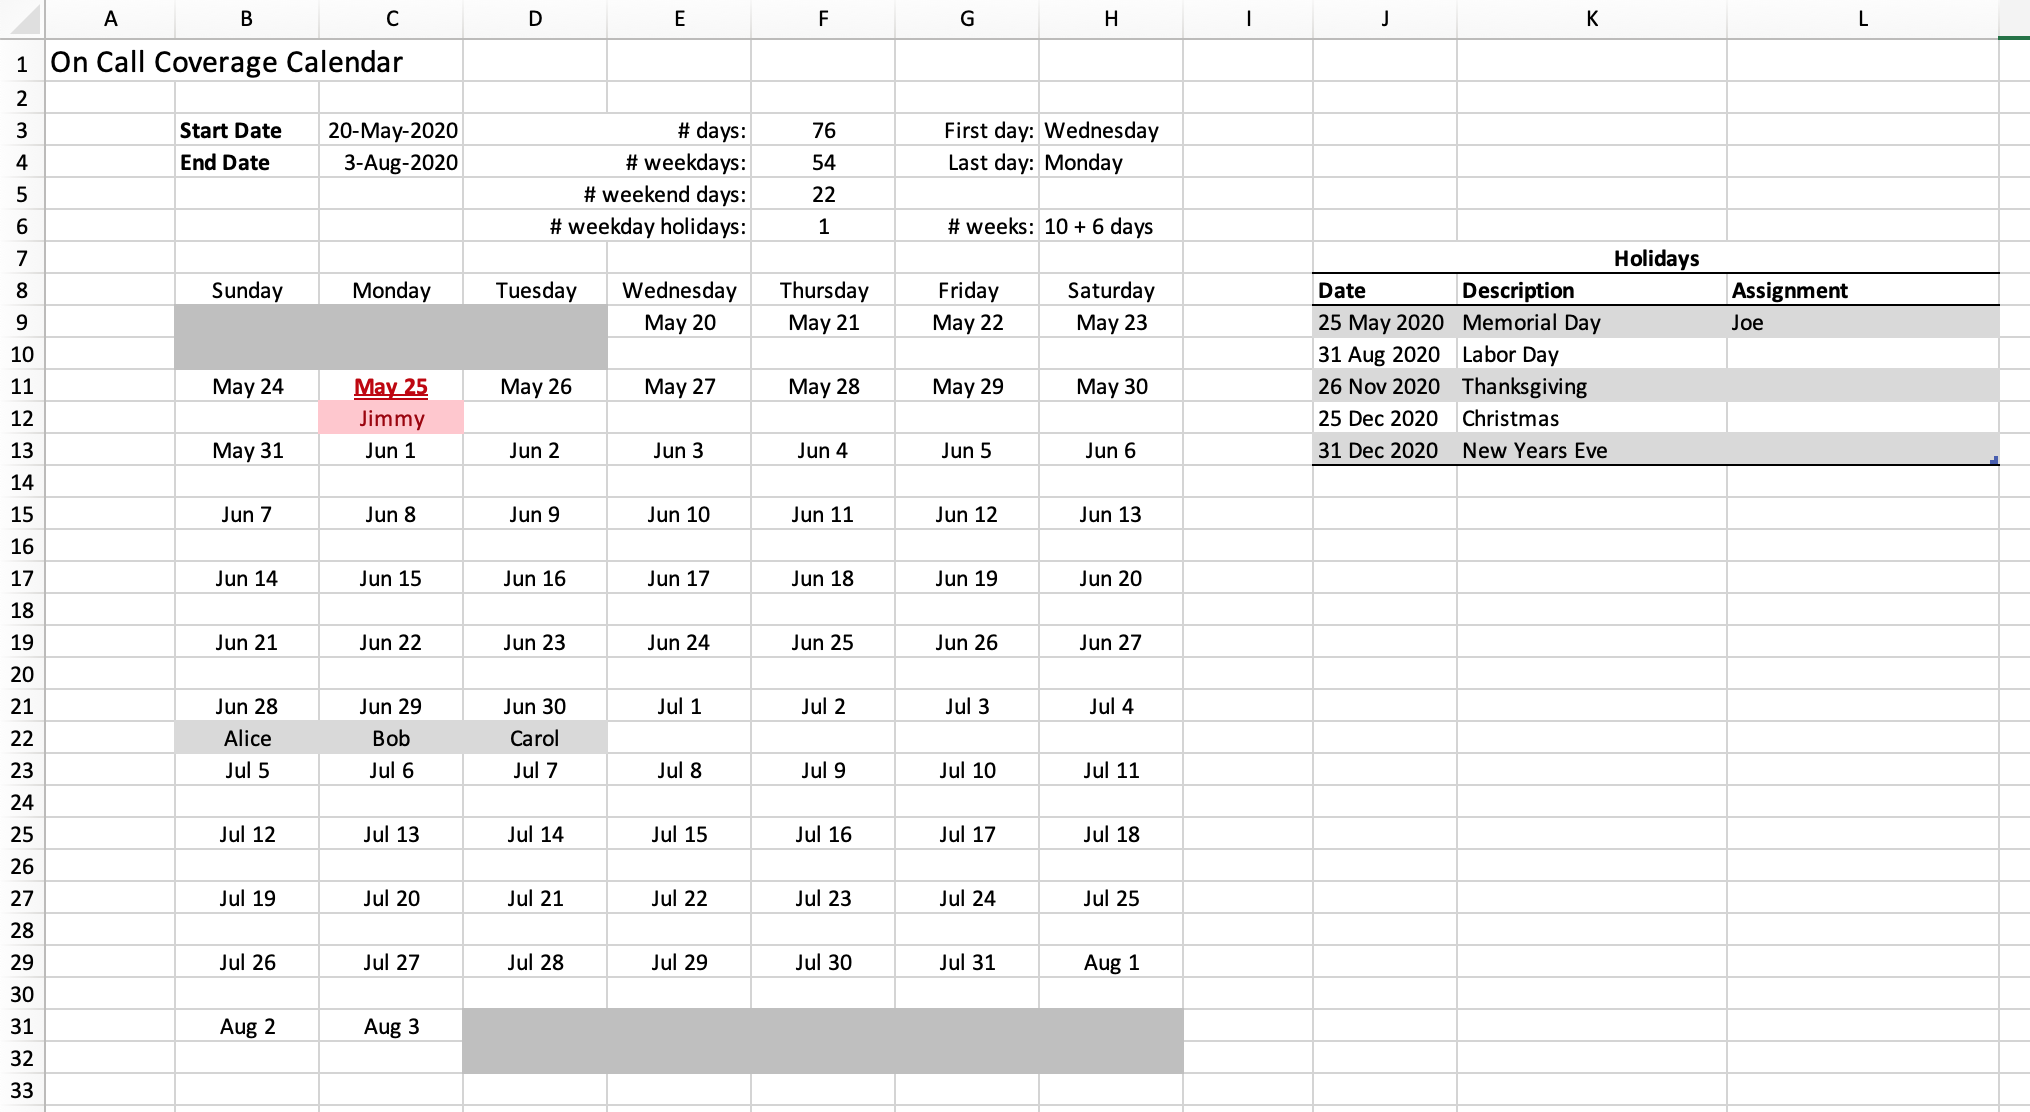 A B C D E F G H I J K L
1 On Call Coverage Calendar
2
3 Start Date 20-May-2020 # days: 76 First day: Wednesday
4 End Date 3-Aug-2020 # weekdays: 54 Last day: Monday
5 # weekend days: 22
6 # weekday holidays: 1 # weeks: 10 + 6 days
7 Holidays
8 Sunday Monday Tuesday Wednesday Thursday Friday Saturday Date Description Assignment
9 May 20 May 21 May 22 May 23 25 May 2020 Memorial Day Joe
10 31 Aug 2020 Labor Day
11 May 24 May 25 May 26 May 27 May 28 May 29 May 30 26 Nov 2020 Thanksgiving
12 Jimmy 25 Dec 2020 Christmas
13 May 31 Jun 1 Jun 2 Jun 3 Jun 4 Jun 5 Jun 6 31 Dec 2020 New Years Eve
14
15 Jun 7 Jun 8 Jun 9 Jun 10 Jun 11 Jun 12 Jun 13
16
17 Jun 14 Jun 15 Jun 16 Jun 17 Jun 18 Jun 19 Jun 20
18
19 Jun 21 Jun 22 Jun 23 Jun 24 Jun 25 Jun 26 Jun 27
20
21 Jun 28 Jun 29 Jun 30 Jul 1 Jul 2 Jul 3 Jul 4
22 Alice Bob Carol
23 Jul 5 Jul 6 Jul 7 Jul 8 Jul 9 Jul 10 Jul 11
24
25 Jul 12 Jul 13 Jul 14 Jul 15 Jul 16 Jul 17 Jul 18
26
27 Jul 19 Jul 20 Jul 21 Jul 22 Jul 23 Jul 24 Jul 25
28
29 Jul 26 Jul 27 Jul 28 Jul 29 Jul 30 Jul 31 Aug 1
30
31 Aug 2 Aug 3
32
33